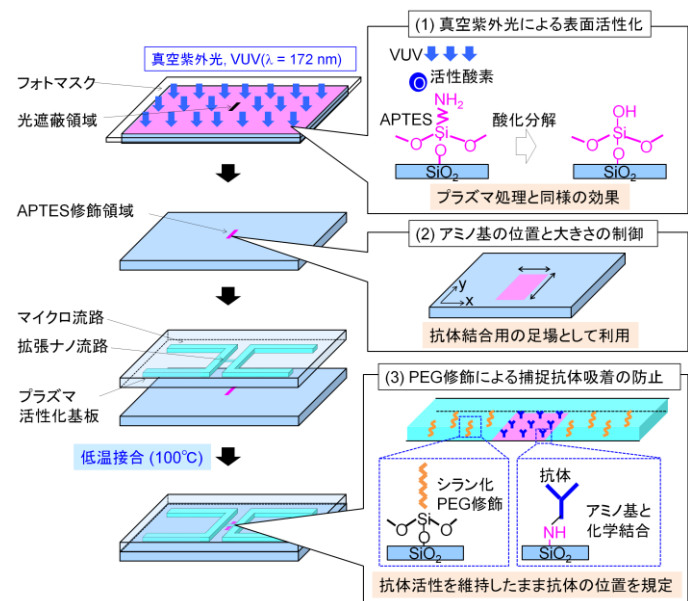 真空紫外光, VUV(λ = 172 nm)
フォトマスク
光遮蔽領域
APTES修飾領域
マイクロ流路
拡張ナノ流路
プラズマ
活性化基板
低温接合 (100℃)
(1) 真空紫外光による表面活性化
VUV
活性酸素
NH₂
APTES
酸化分解
OH
Si
O
O
O
SiO₂
Si
O
O
O
SiO₂
プラズマ処理と同様の効果
(2) アミノ基の位置と大きさの制御
y
x
抗体結合用の足場として利用
(3) PEG修飾による捕捉抗体吸着の防止
シラン化
PEG修飾
O
Si
O
O
SiO₂
抗体
アミノ基と
化学結合
NH
SiO₂
抗体活性を維持したまま抗体の位置を規定